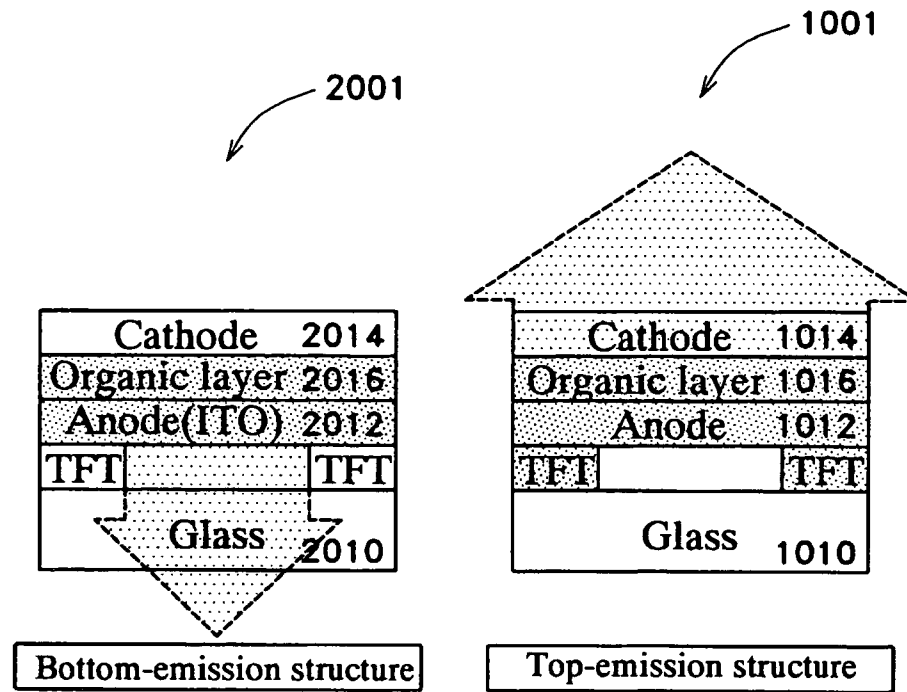 1001
2001
Cathode 2014
Organic layer 2016
Anode(ITO) 2012
TFT TFT
Glass 2010
Bottom-emission structure
Cathode 1014
Organic layer 1016
Anode 1012
TFT TFT
Glass 1010
Top-emission structure